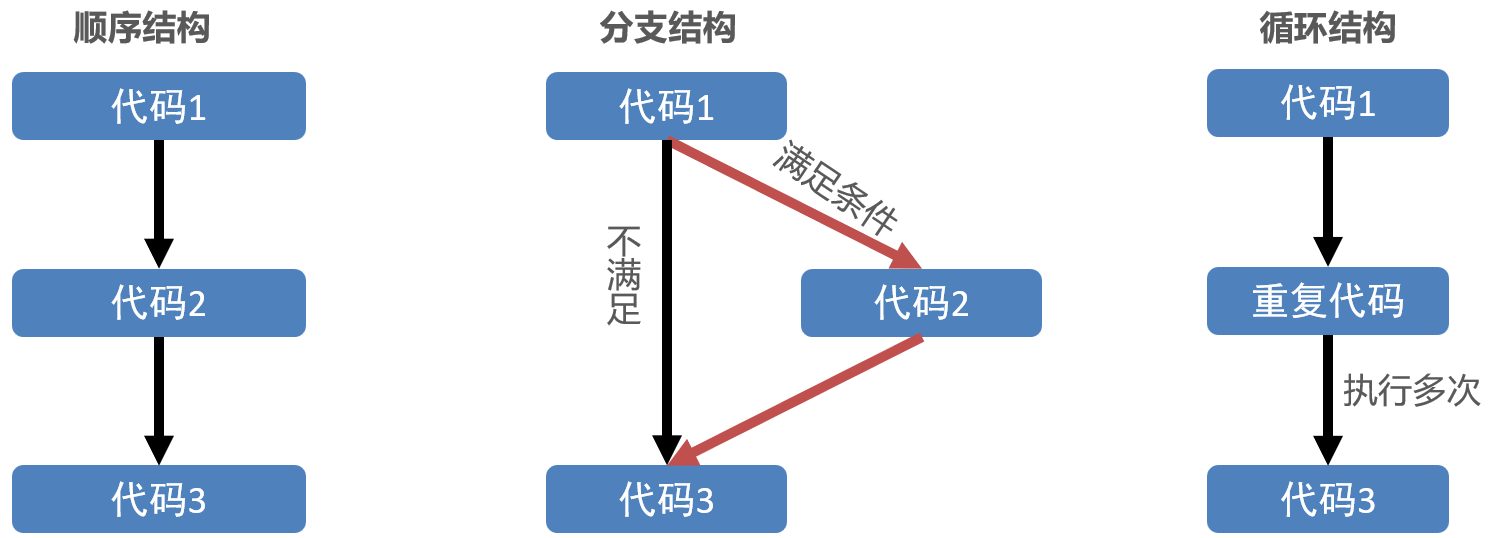 顺序结构
代码1
代码2
代码3
分支结构
代码1
满足条件
不满足
代码2
代码3
循环结构
代码1
重复代码
执行多次
代码3